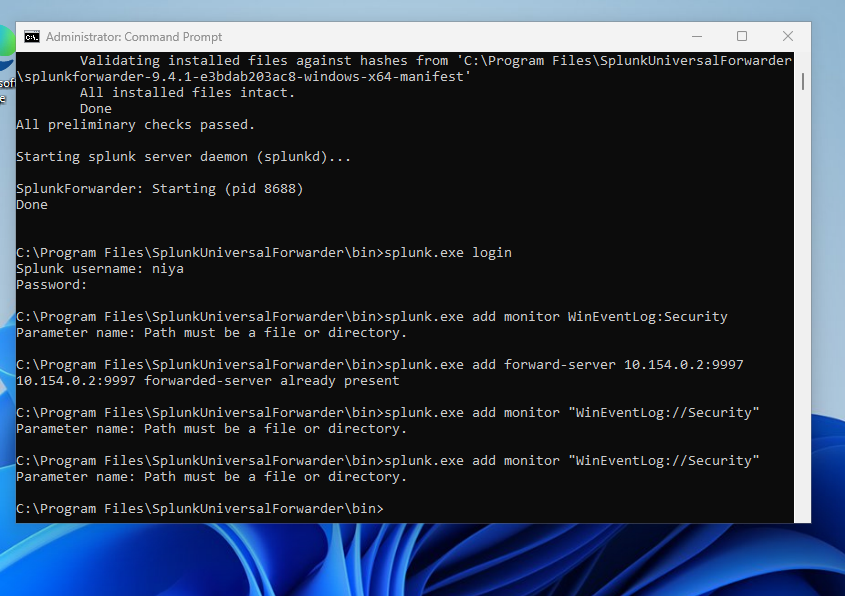 Administrator: Command Prompt
Validating installed files against hashes from 'C:\Program Files\SplunkUniversalForwarder
\splunkforwarder-9.4.1-e3bdab203ac8-windows-x64-manifest'
All installed files intact.
Done
All preliminary checks passed.
Starting splunk server daemon (splunkd)...
SplunkForwarder: Starting (pid 8688)
Done
C:\Program Files\SplunkUniversalForwarder\bin>splunk.exe login
Splunk username: niya
Password:
C:\Program Files\SplunkUniversalForwarder\bin>splunk.exe add monitor WinEventLog:Security
Parameter name: Path must be a file or directory.
C:\Program Files\SplunkUniversalForwarder\bin>splunk.exe add forward-server 10.154.0.2:9997
10.154.0.2:9997 forwarded-server already present
C:\Program Files\SplunkUniversalForwarder\bin>splunk.exe add monitor "WinEventLog://Security"
Parameter name: Path must be a file or directory.
C:\Program Files\SplunkUniversalForwarder\bin>splunk.exe add monitor "WinEventLog://Security"
Parameter name: Path must be a file or directory.
C:\Program Files\SplunkUniversalForwarder\bin>